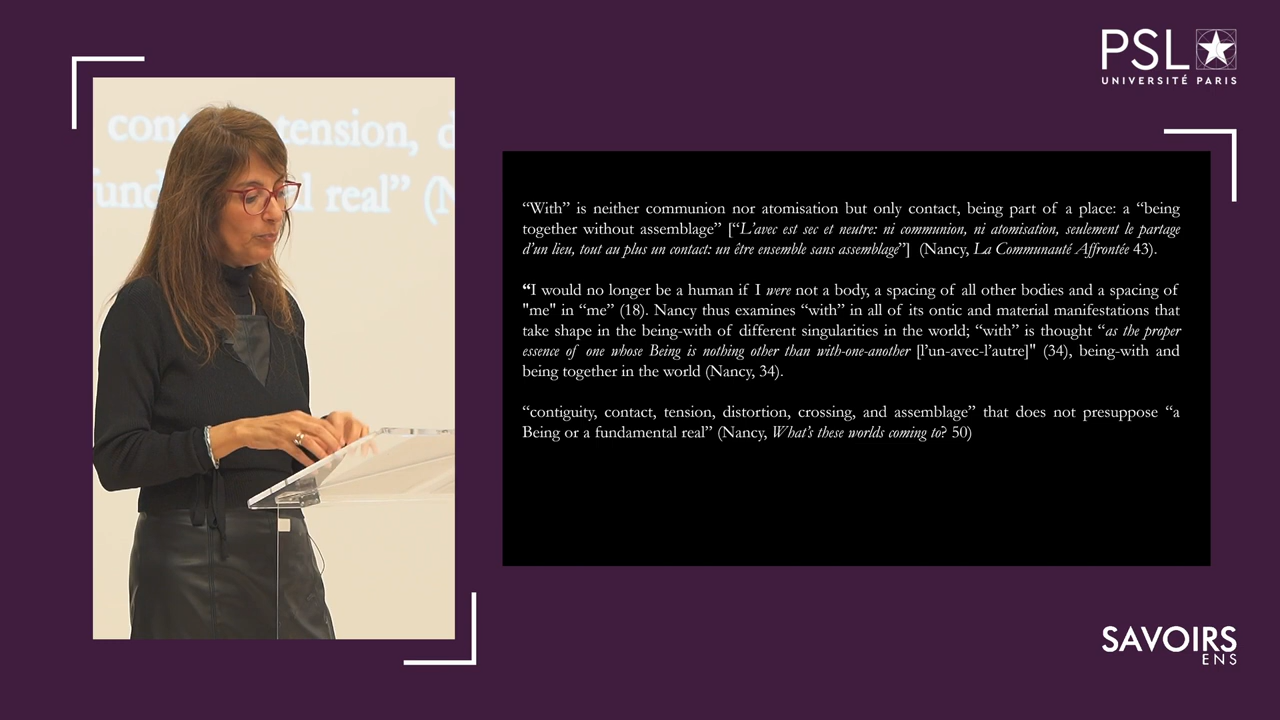 PSL
UNIVERSITÉ PARIS
tension, d
real” (N
“With” is neither communion nor atomisation but only contact, being part of a place: a “being
together without assemblage” [“L’avec est sec et neutre: ni communion, ni atomisation, seulement le partage
d’un lieu, tout au plus un contact: un être ensemble sans assemblage”] (Nancy, La Communauté Affrontée 43).
“I would no longer be a human if I were not a body, a spacing of all other bodies and a spacing of
"me" in “me” (18). Nancy thus examines “with” in all of its ontic and material manifestations that
take shape in the being-with of different singularities in the world; “with” is thought “as the proper
essence of one whose Being is nothing other than with-one-another [l’un-avec-l’autre]" (34), being-with and
being together in the world (Nancy, 34).
“contiguity, contact, tension, distortion, crossing, and assemblage” that does not presuppose “a
Being or a fundamental real” (Nancy, What’s these worlds coming to? 50)
SAVOIRS
ENS